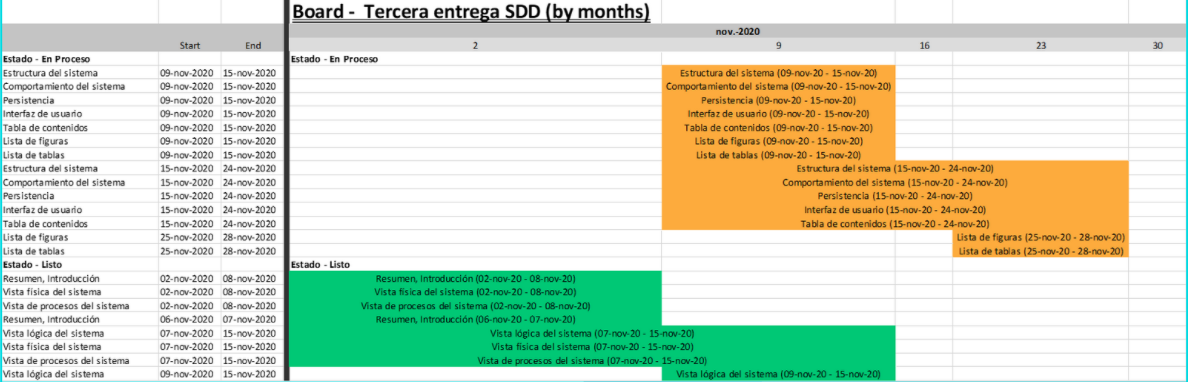 Board - Tercera entrega SDD (by months)
nov.-2020
Start End 2 9 16 23 30
Estado - En Proceso Estado - En Proceso
Estructura del sistema 09-nov-2020 15-nov-2020 Estructura del sistema (09-nov-20 - 15-nov-20)
Comportamiento del sistema 09-nov-2020 15-nov-2020 Comportamiento del sistema (09-nov-20 - 15-nov-20)
Persistencia 09-nov-2020 15-nov-2020 Persistencia (09-nov-20 - 15-nov-20)
Interfaz de usuario 09-nov-2020 15-nov-2020 Interfaz de usuario (09-nov-20 - 15-nov-20)
Tabla de contenidos 09-nov-2020 15-nov-2020 Tabla de contenidos (09-nov-20 - 15-nov-20)
Lista de figuras 09-nov-2020 15-nov-2020 Lista de figuras (09-nov-20 - 15-nov-20)
Lista de tablas 09-nov-2020 15-nov-2020 Lista de tablas (09-nov-20 - 15-nov-20)
Estructura del sistema 15-nov-2020 24-nov-2020 Estructura del sistema (15-nov-20 - 24-nov-20)
Comportamiento del sistema 15-nov-2020 24-nov-2020 Comportamiento del sistema (15-nov-20 - 24-nov-20)
Persistencia 15-nov-2020 24-nov-2020 Persistencia (15-nov-20 - 24-nov-20)
Interfaz de usuario 15-nov-2020 24-nov-2020 Interfaz de usuario (15-nov-20 - 24-nov-20)
Tabla de contenidos 15-nov-2020 24-nov-2020 Tabla de contenidos (15-nov-20 - 24-nov-20)
Lista de figuras 25-nov-2020 28-nov-2020 Lista de figuras (25-nov-20 - 28-nov-20)
Lista de tablas 25-nov-2020 28-nov-2020 Lista de tablas (25-nov-20 - 28-nov-20)
Estado - Listo Estado - Listo
Resumen, Introducción 02-nov-2020 08-nov-2020 Resumen, Introducción (02-nov-20 - 08-nov-20)
Vista física del sistema 02-nov-2020 08-nov-2020 Vista física del sistema (02-nov-20 - 08-nov-20)
Vista de procesos del sistema 02-nov-2020 08-nov-2020 Vista de procesos del sistema (02-nov-20 - 08-nov-20)
Resumen, Introducción 06-nov-2020 07-nov-2020 Resumen, Introducción (06-nov-20 - 07-nov-20)
Vista lógica del sistema 07-nov-2020 15-nov-2020 Vista lógica del sistema (07-nov-20 - 15-nov-20)
Vista física del sistema 07-nov-2020 15-nov-2020 Vista física del sistema (07-nov-20 - 15-nov-20)
Vista de procesos del sistema 07-nov-2020 15-nov-2020 Vista de procesos del sistema (07-nov-20 - 15-nov-20)
Vista lógica del sistema 09-nov-2020 15-nov-2020 Vista lógica del sistema (09-nov-20 - 15-nov-20)